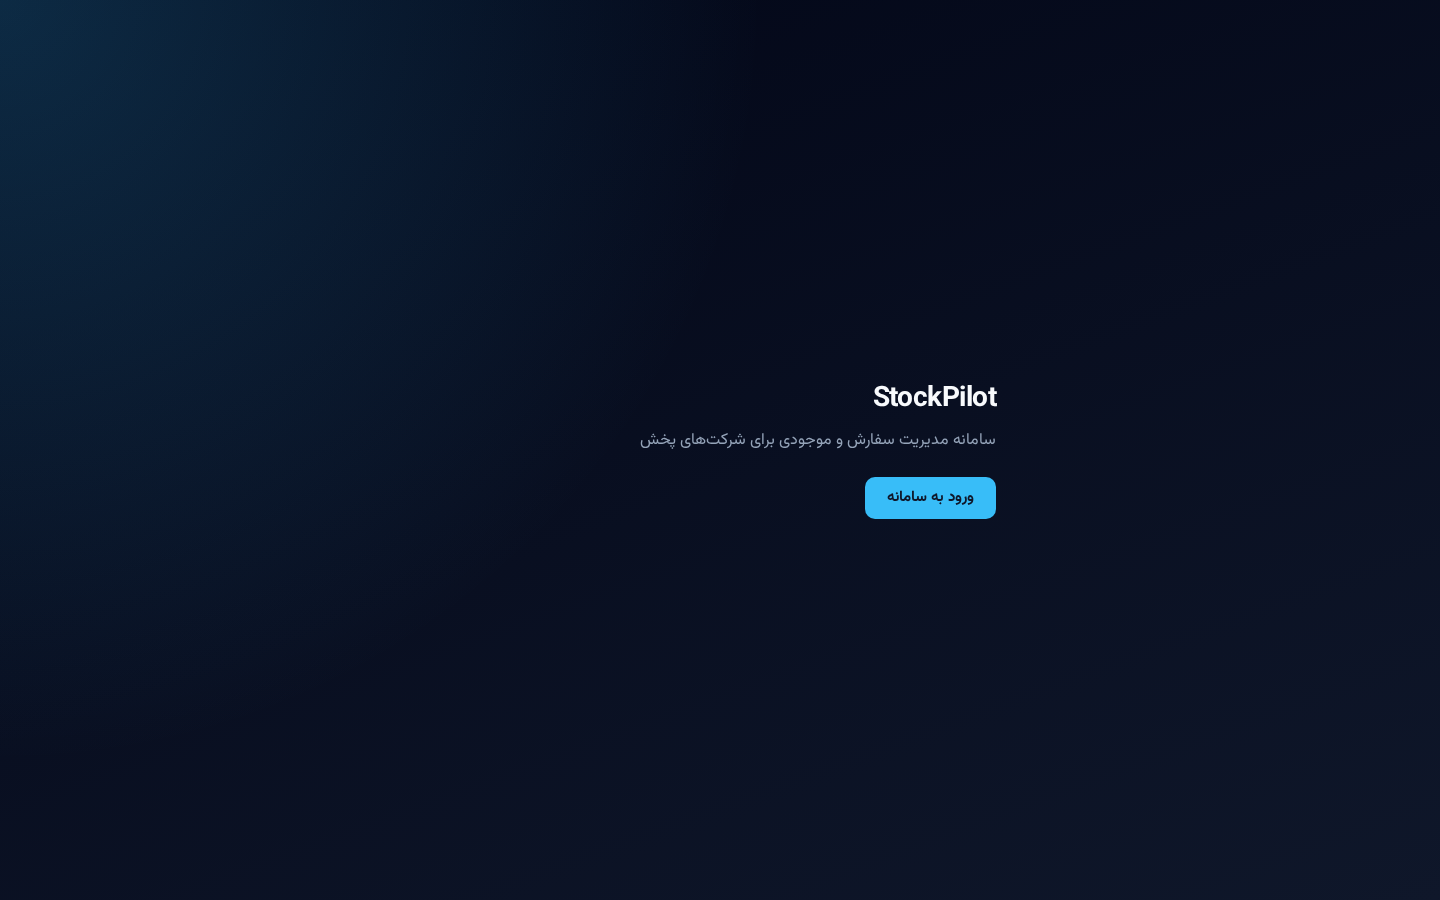 StockPilot
سامانه مدیریت سفارش و موجودی برای شرکت‌های پخش
ورود به سامانه